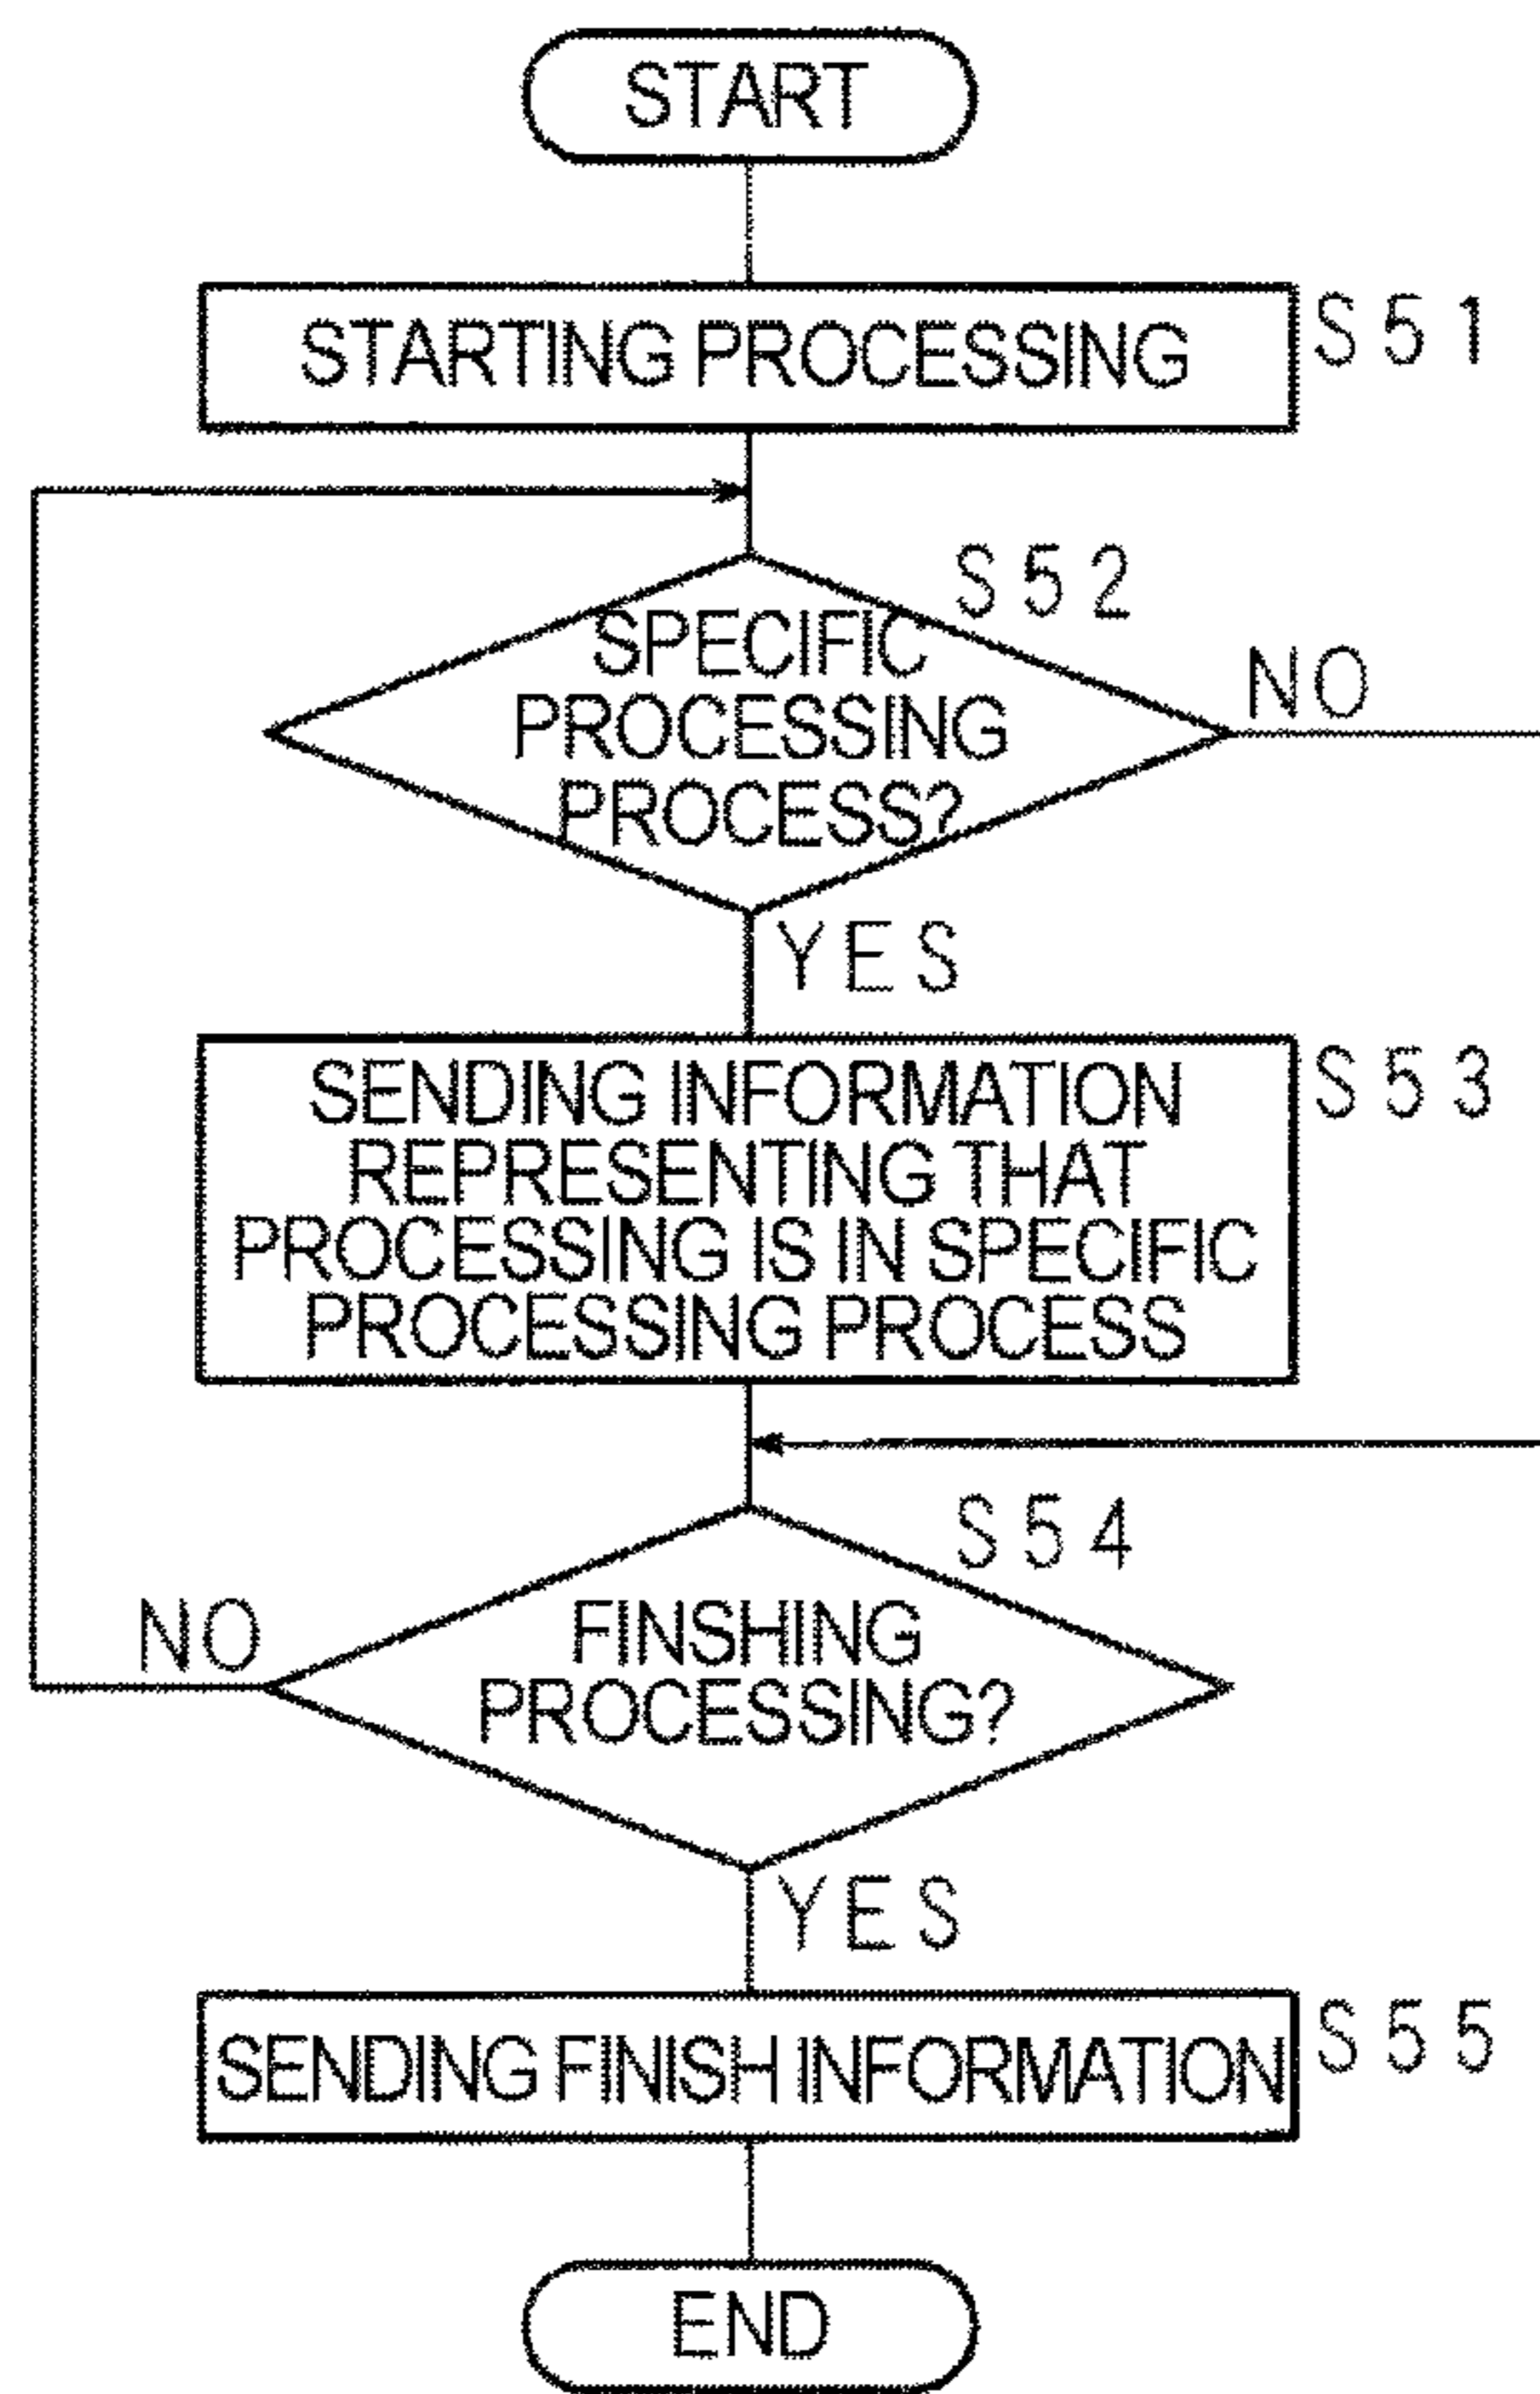 START
STARTING PROCESSING
S51
S52
SPECIFIC
PROCESSING
PROCESS?
NO
YES
SENDING INFORMATION
REPRESENTING THAT
PROCESSING IS IN SPECIFIC
PROCESSING PROCESS
S53
S54
FINSHING
PROCESSING?
NO
YES
SENDING FINISH INFORMATION
S55
END